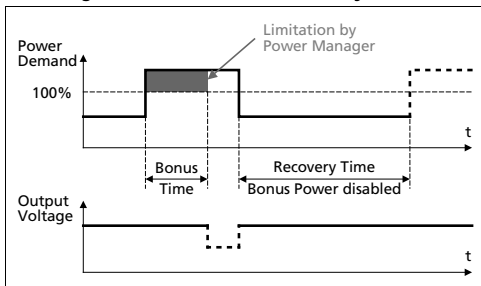 Limitation by
Power Manager
Power
Demand
100%
t
Bonus
Time
Recovery Time
Bonus Power disabled
Output
Voltage
t